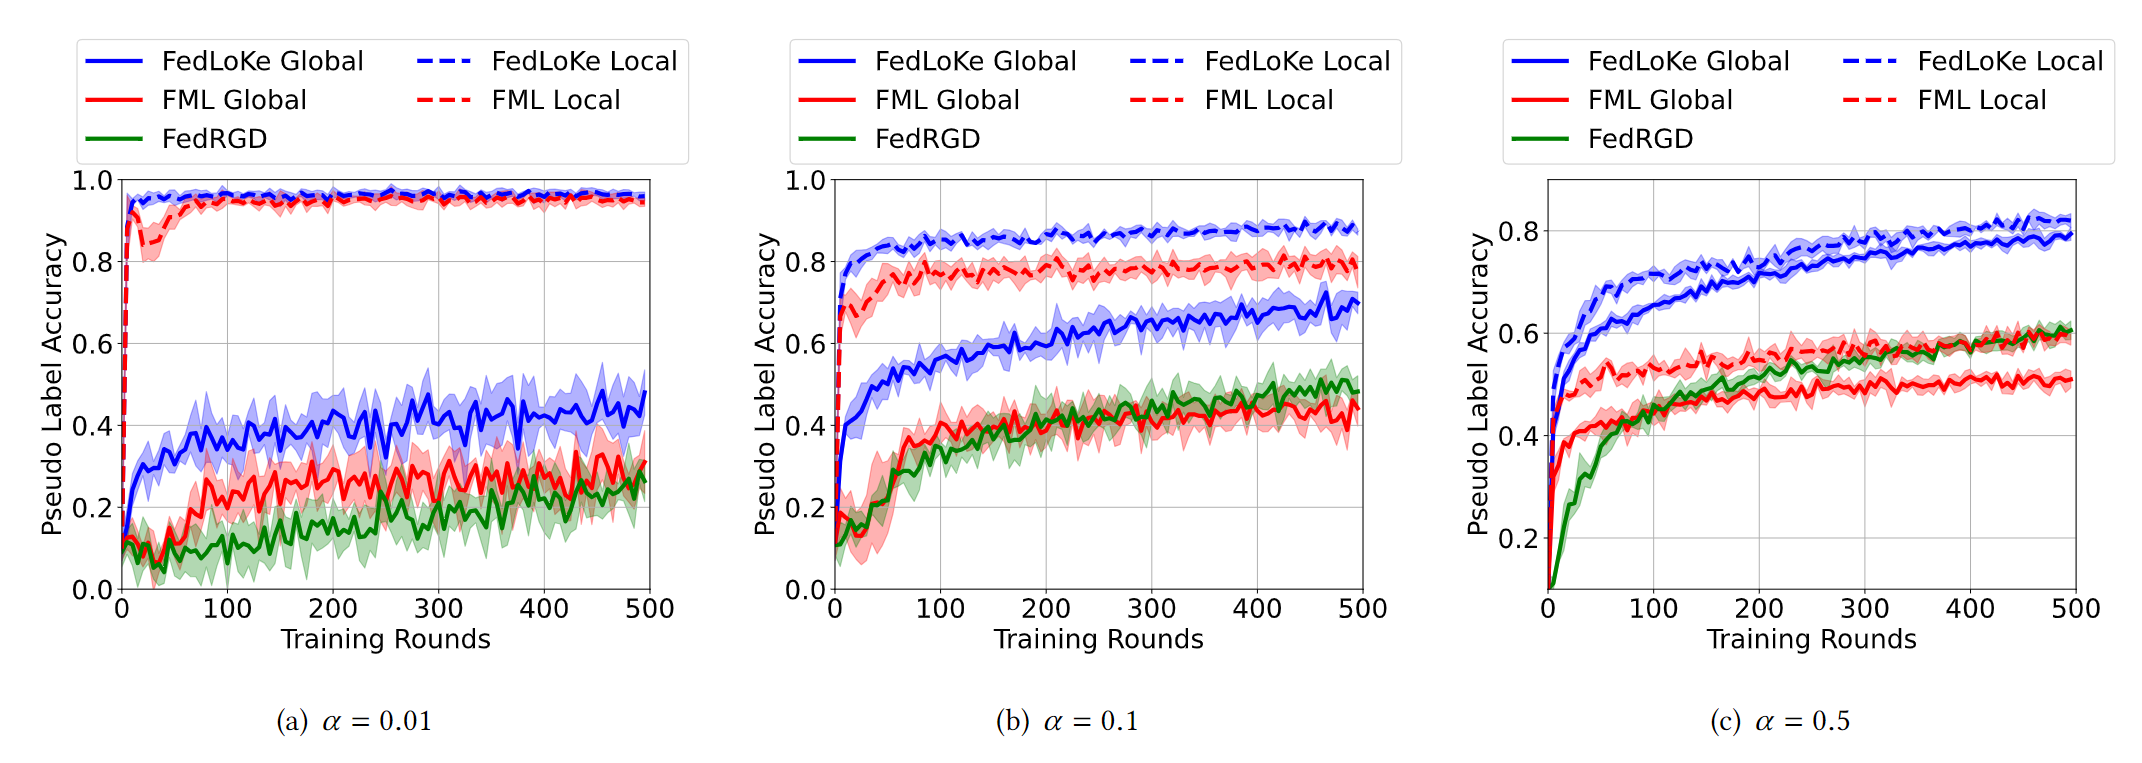 FedLoKe Global FedLoKe Local
FML Global FML Local
FedRGD
1.0
0.8
0.6
0.4
0.2
0.0
Pseudo Label Accuracy
0 100 200 300 400 500
Training Rounds
(a) α = 0.01
FedLoKe Global FedLoKe Local
FML Global FML Local
FedRGD
1.0
0.8
0.6
0.4
0.2
0.0
Pseudo Label Accuracy
0 100 200 300 400 500
Training Rounds
(b) α = 0.1
FedLoKe Global FedLoKe Local
FML Global FML Local
FedRGD
0.8
0.6
0.4
0.2
Pseudo Label Accuracy
0 100 200 300 400 500
Training Rounds
(c) α = 0.5